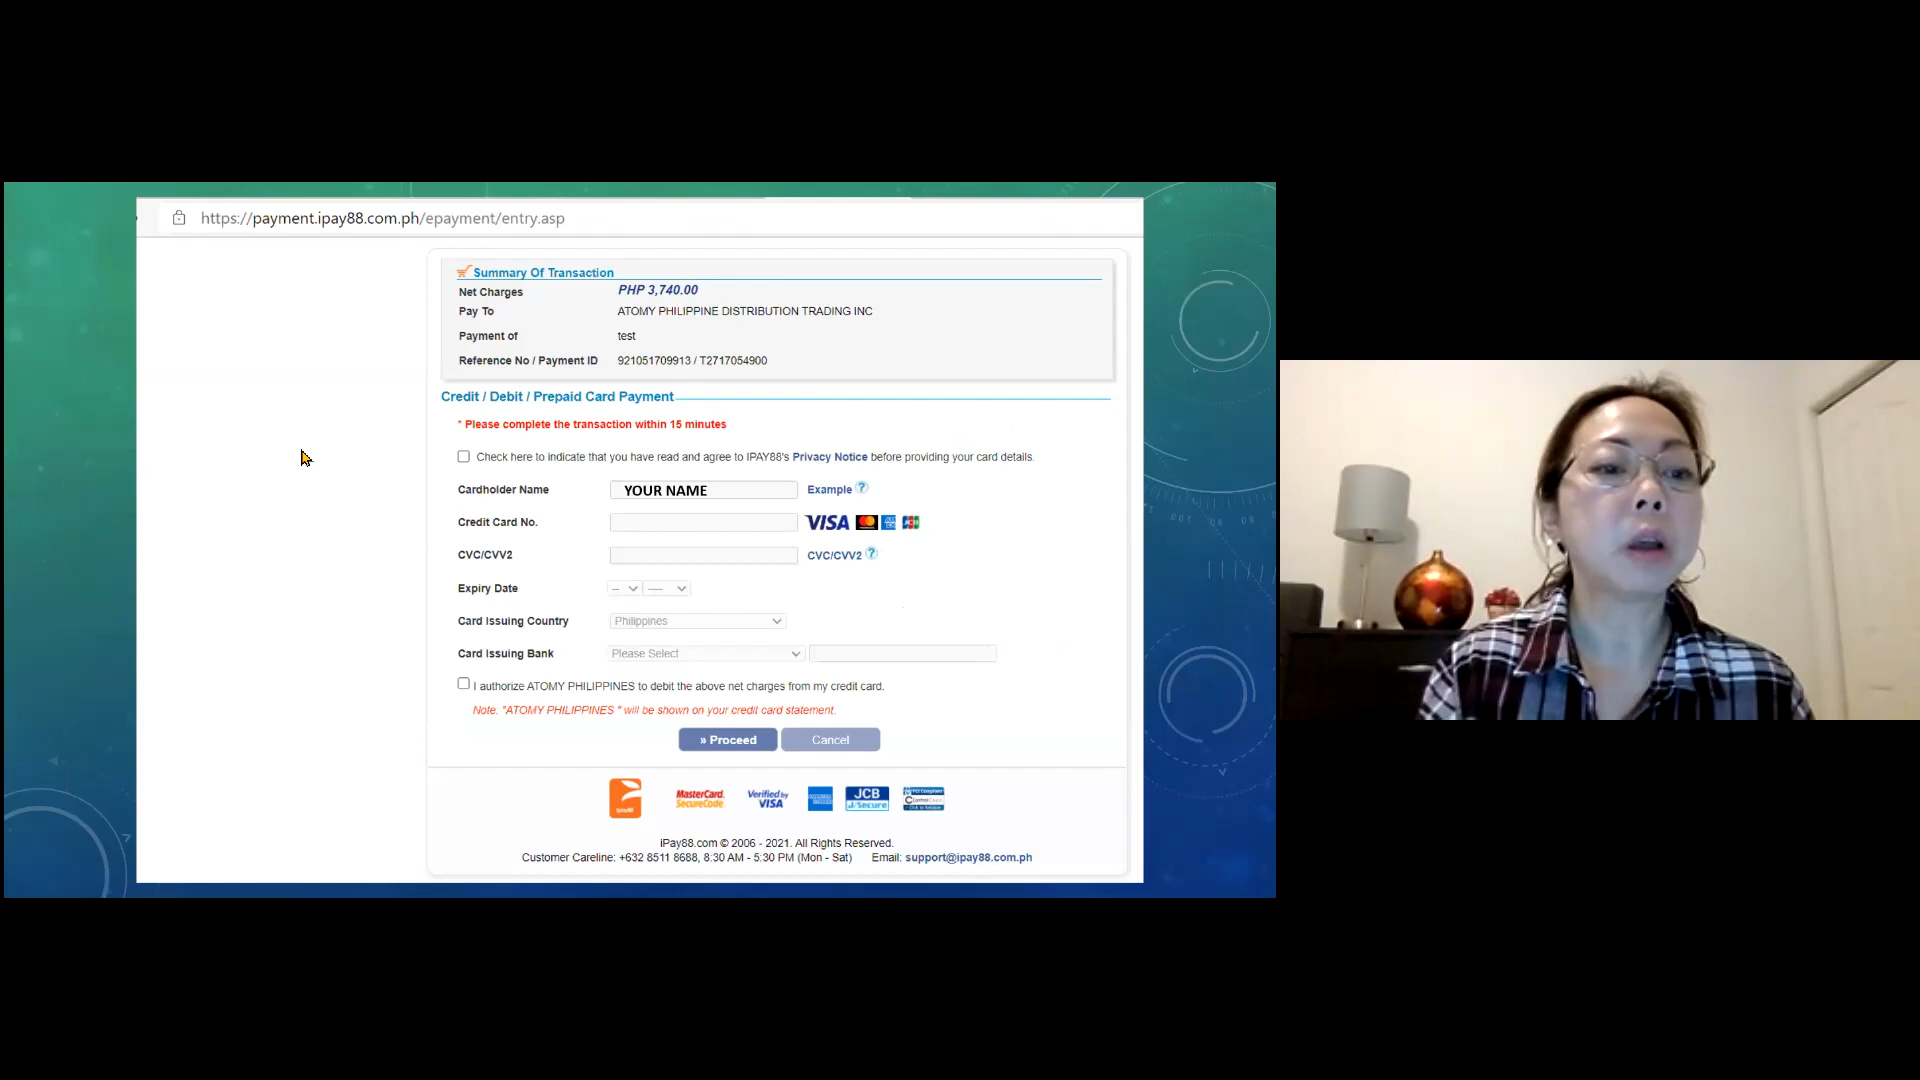 https://payment.ipay88.com.ph/epayment/entry.asp
Summary Of Transaction
Net Charges PHP 3,740.00
Pay To ATOMY PHILIPPINE DISTRIBUTION TRADING INC
Payment of test
Reference No / Payment ID 921051709913 / T2717054900
Credit / Debit / Prepaid Card Payment
* Please complete the transaction within 15 minutes
Check here to indicate that you have read and agree to IPAY88's Privacy Notice before providing your card details.
Cardholder Name YOUR NAME Example ?
Credit Card No. VISA
CVC/CVV2 CVC/CVV2 ?
Expiry Date -- ----
Card Issuing Country Philippines
Card Issuing Bank Please Select
I authorize ATOMY PHILIPPINES to debit the above net charges from my credit card.
Note: "ATOMY PHILIPPINES " will be shown on your credit card statement.
» Proceed Cancel
MasterCard. SecureCode. Verified by VISA JCB J/Secure
iPay88.com © 2006 - 2021. All Rights Reserved.
Customer Careline: +632 8511 8688, 8:30 AM - 5:30 PM (Mon - Sat) Email: support@ipay88.com.ph